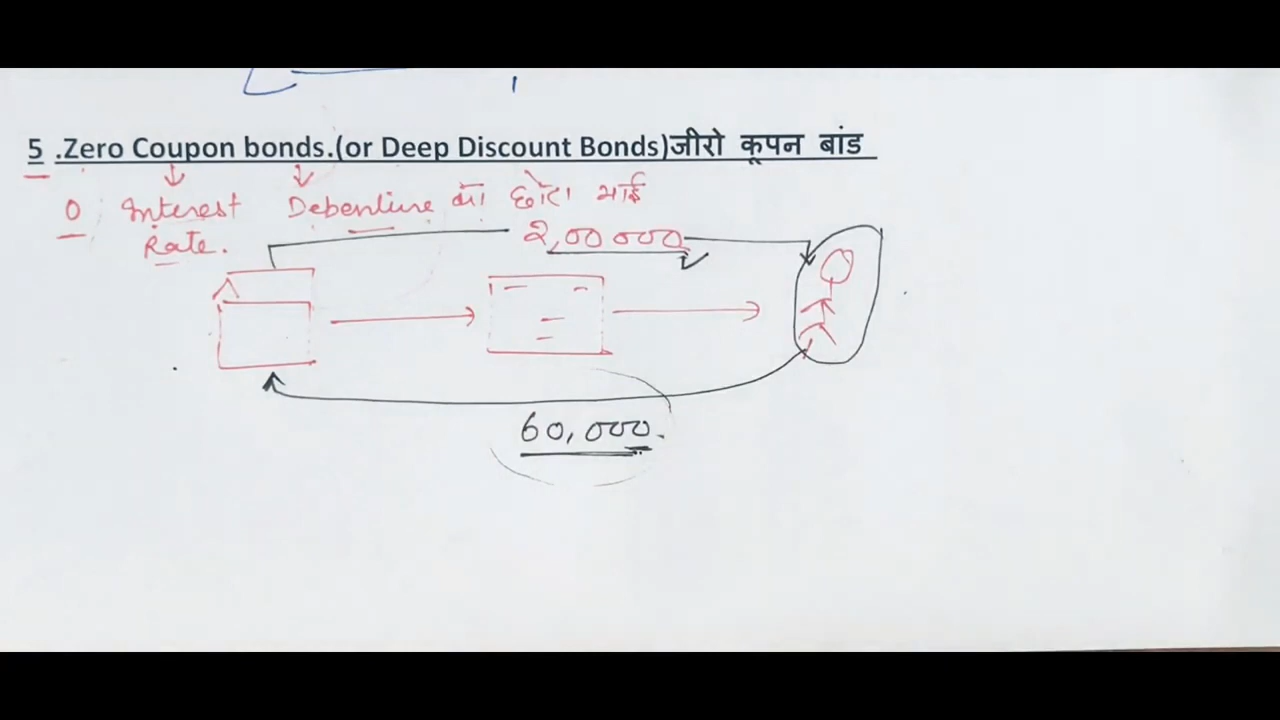 5 .Zero Coupon bonds.(or Deep Discount Bonds)जीरो कूपन बांड
0 Interest Debenture का छोटा भाई
Rate.
2,00000
60,000.